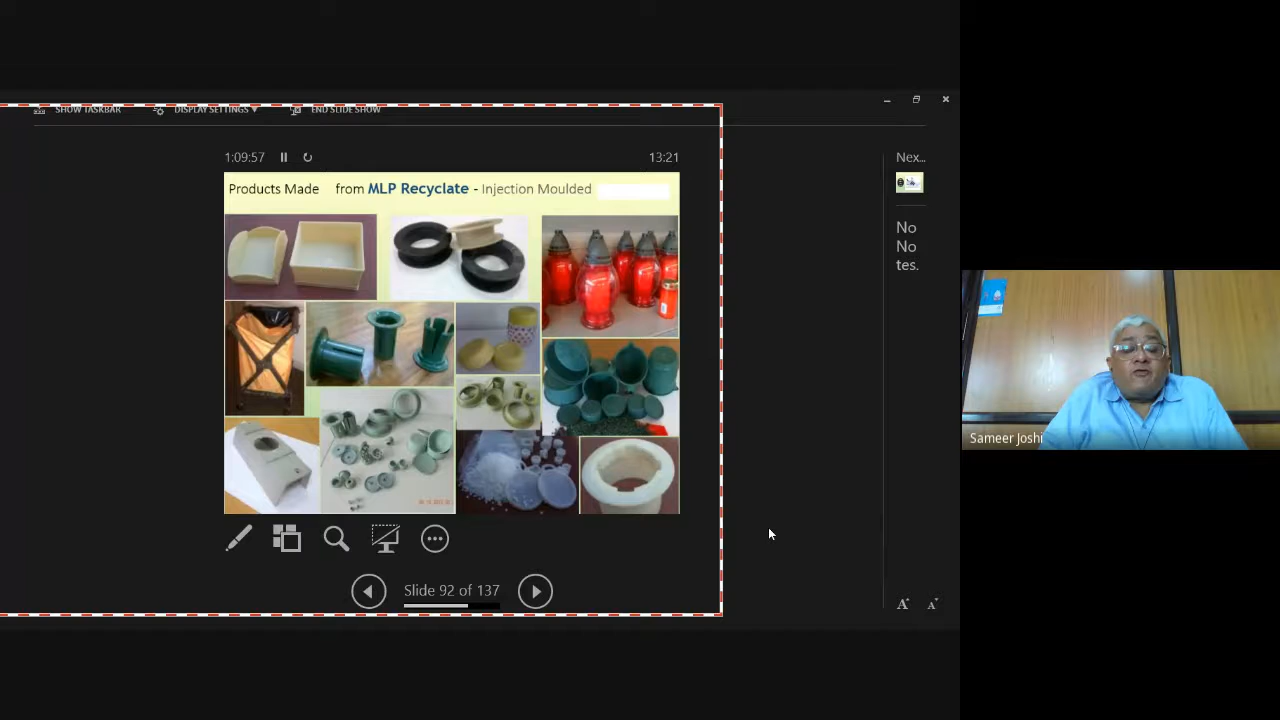 SHOW TASKBAR DISPLAY SETTINGS END SLIDE SHOW
1:09:57 13:21
Products Made from MLP Recyclate - Injection Moulded
Slide 92 of 137
Nex...
No
No
tes.
A A
Sameer Joshi